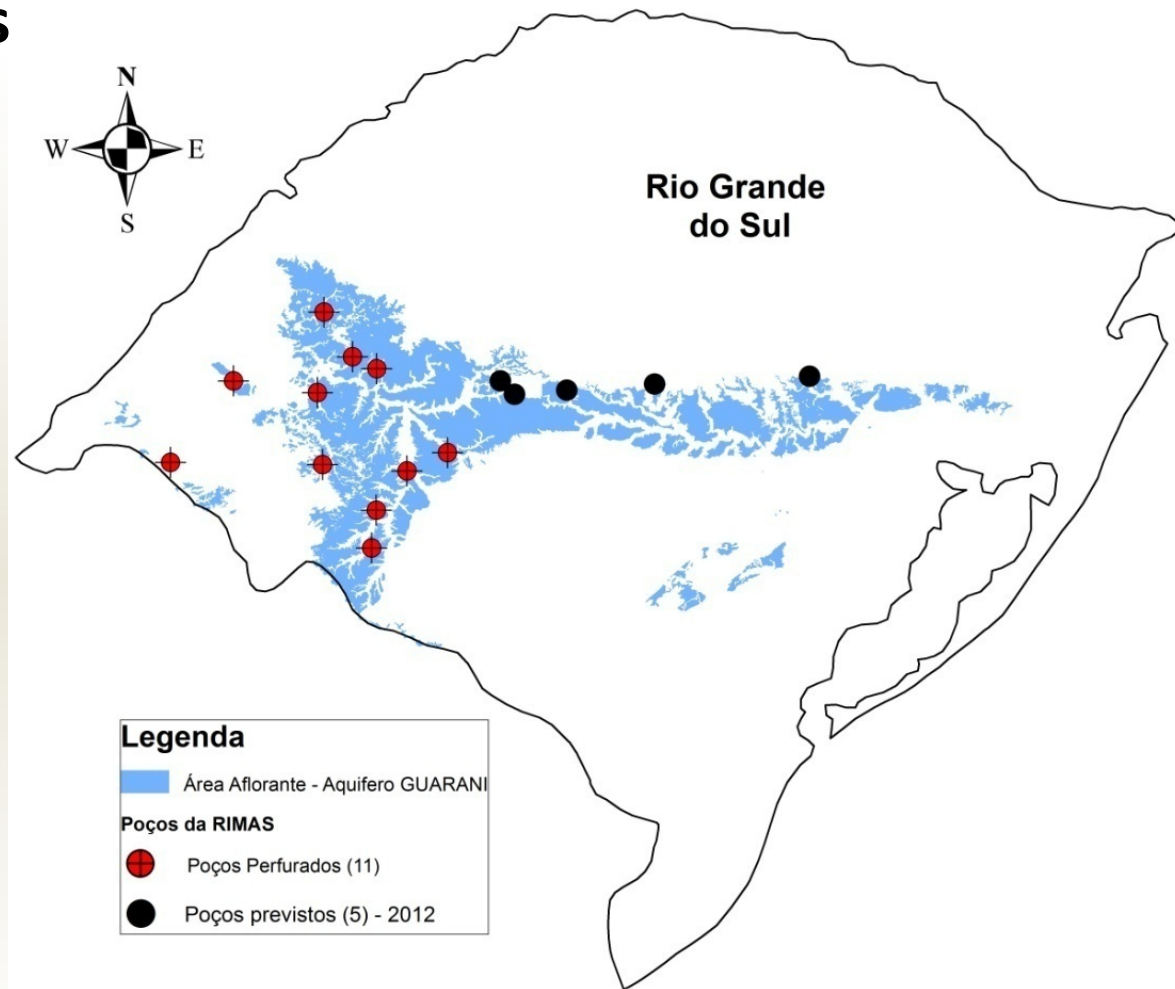 s
N
W E
S
Rio Grande
do Sul
Legenda
Área Aflorante - Aquifero GUARANI
Poços da RIMAS
Poços Perfurados (11)
Poços previstos (5) - 2012